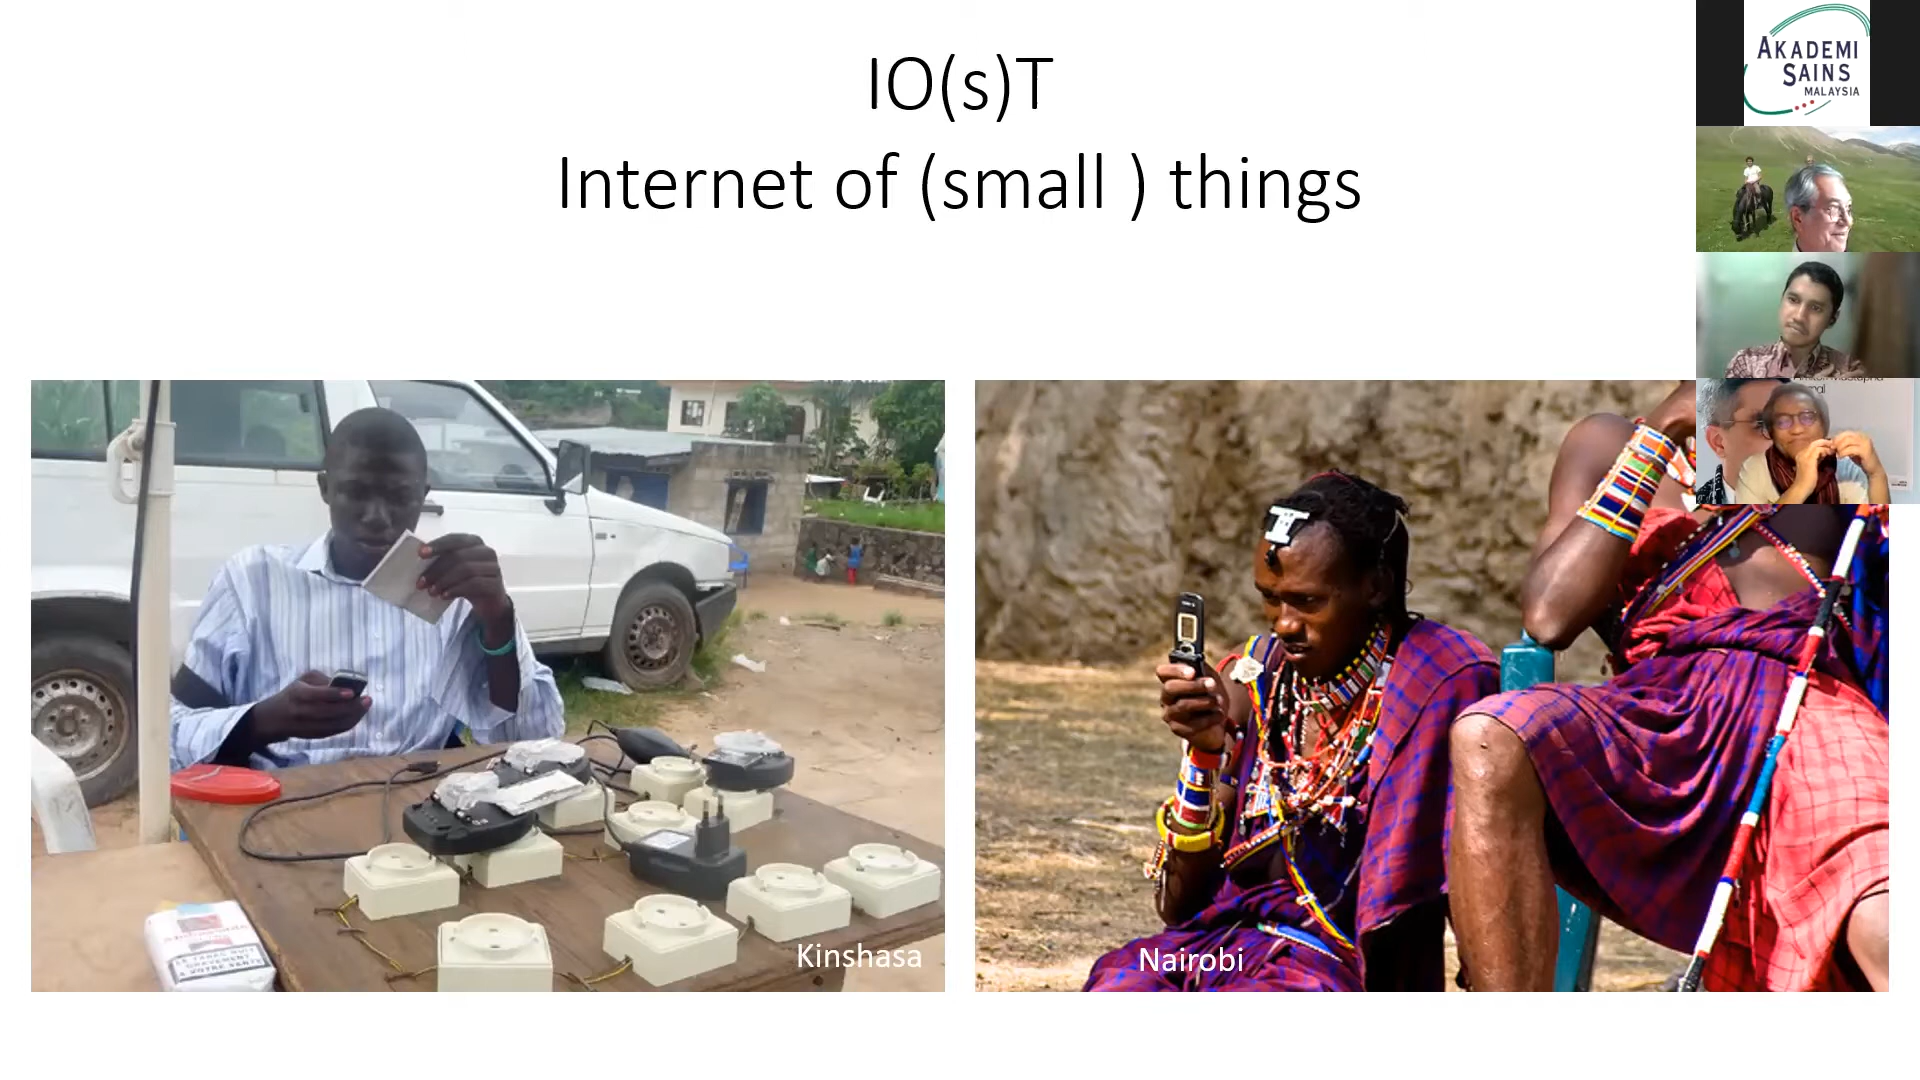 IO(s)T
Internet of (small ) things
AKADEMI
SAINS
MALAYSIA
Kinshasa
Nairobi